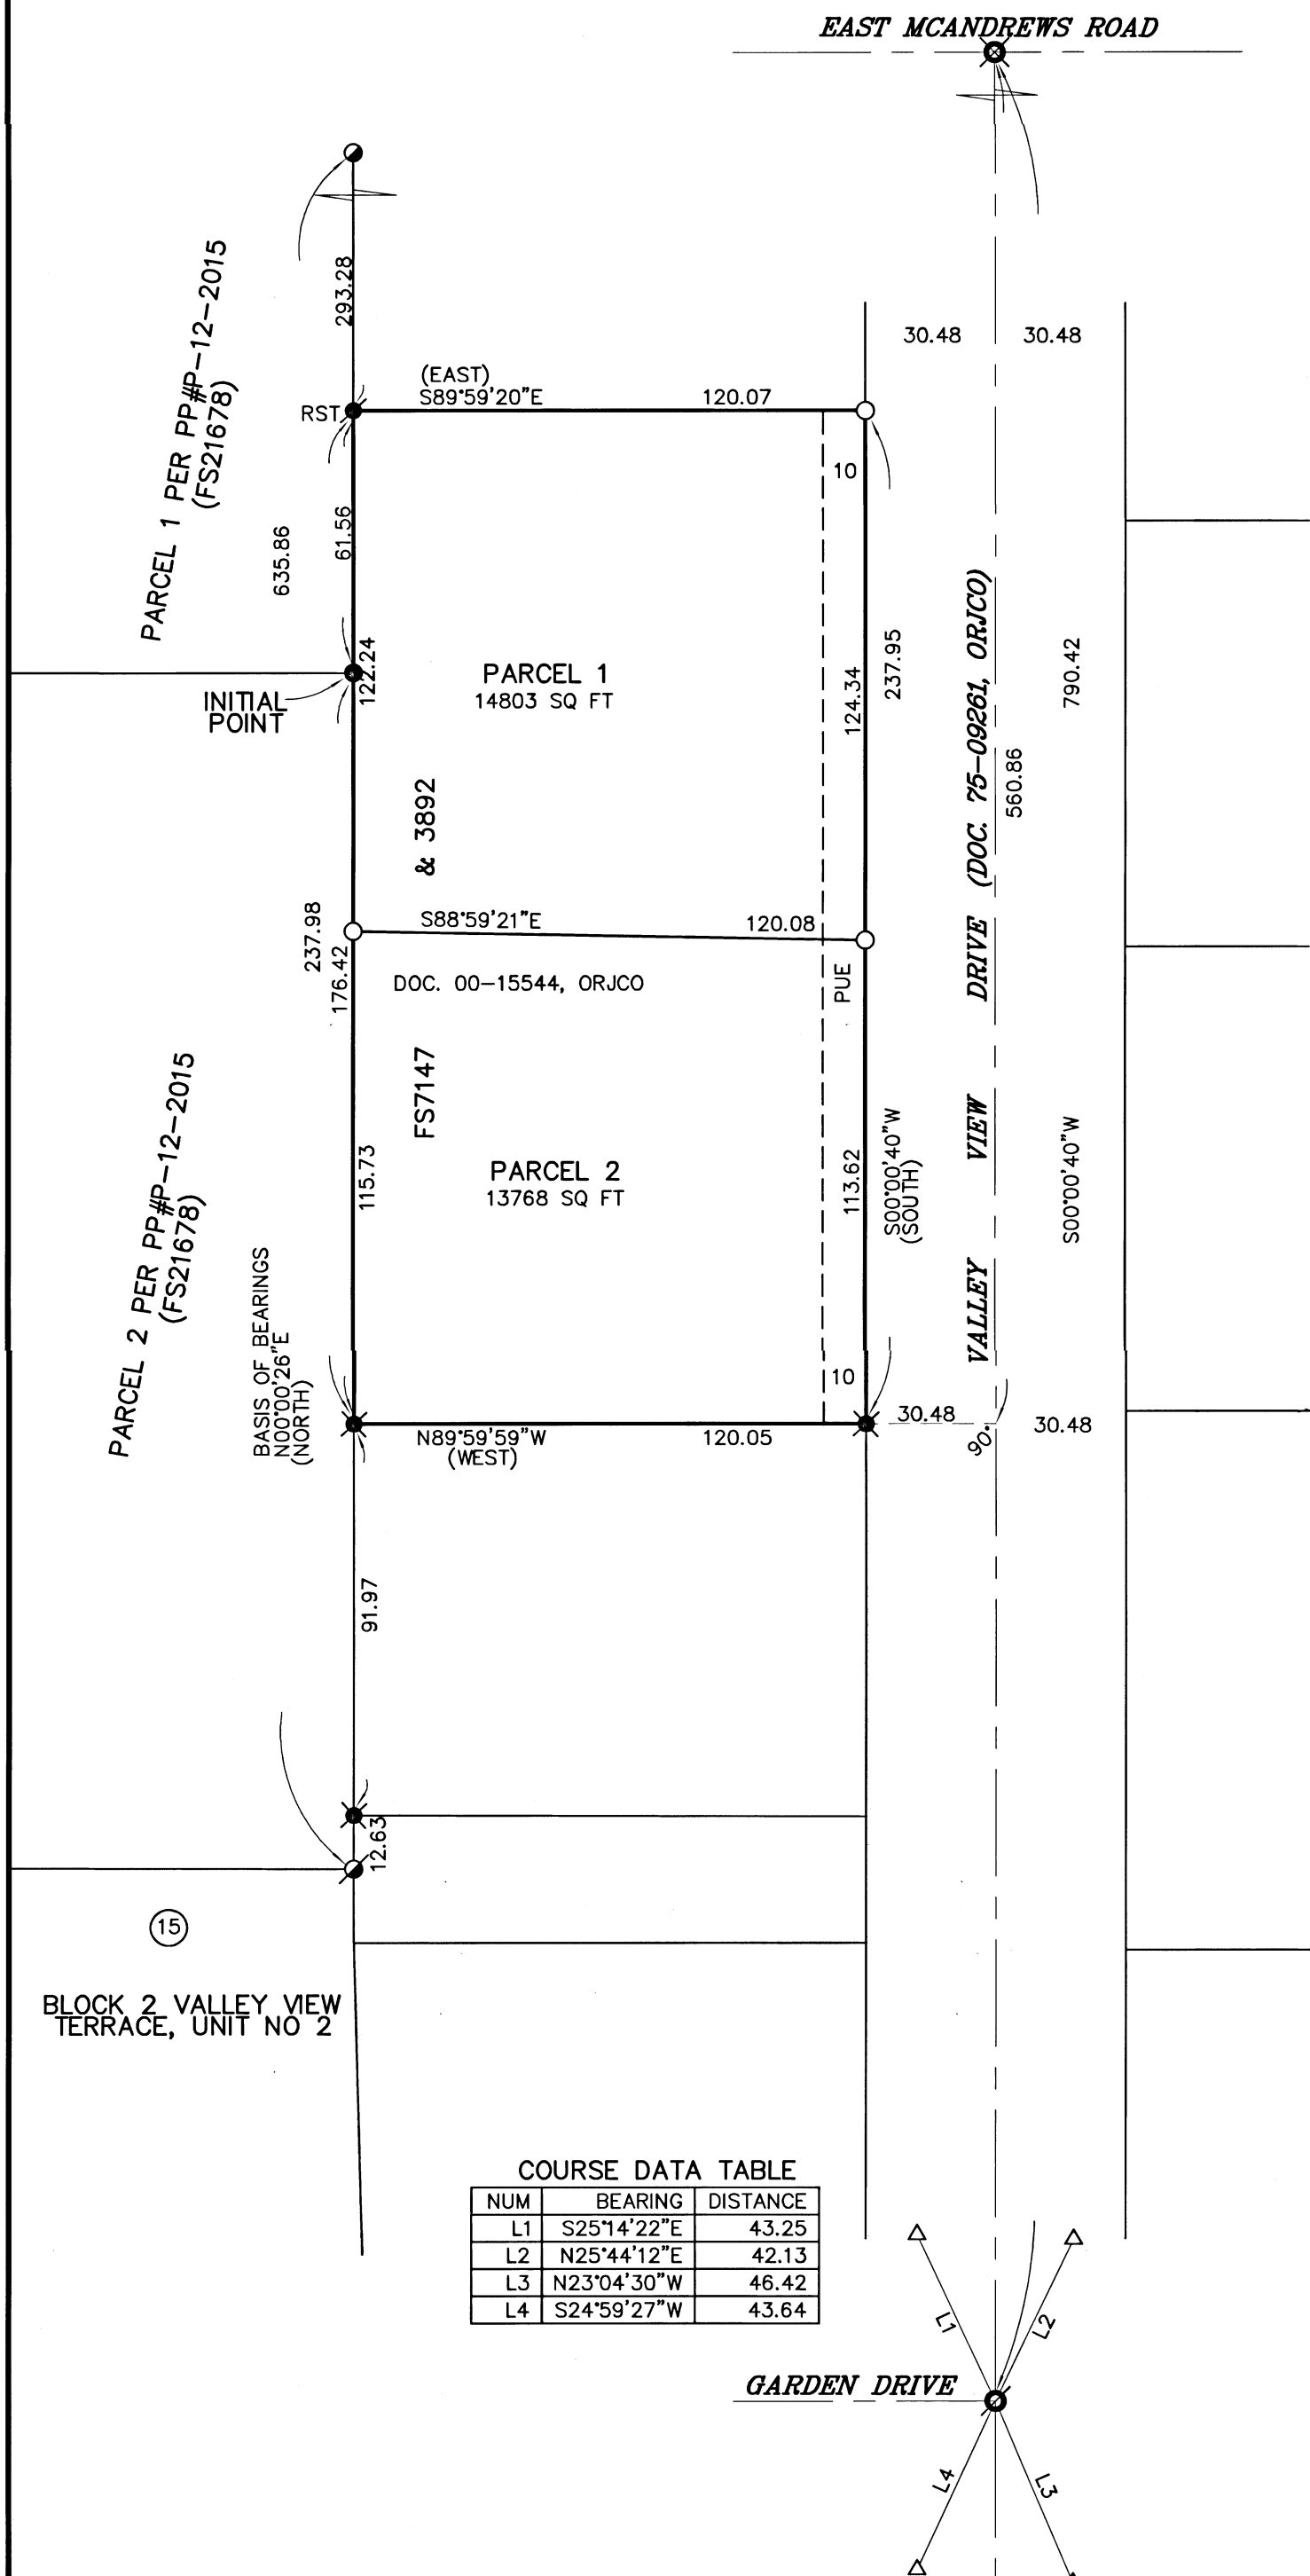 EAST MCANDREWS ROAD
293.28
PARCEL 1 PER PP#P-12-2015
(FS21678)
30.48
30.48
(EAST)
S89°59'20"E
120.07
RST
10
61.56
635.86
122.24
INITIAL
POINT
PARCEL 1
14803 SQ FT
124.34
237.95
VALLEY VIEW DRIVE (DOC. 75-09261, ORJCO)
560.86
790.42
FS7147 & 3892
237.98
176.42
S88°59'21"E
120.08
DOC. 00-15544, ORJCO
PUE
PARCEL 2 PER PP#P-12-2015
(FS21678)
115.73
PARCEL 2
13768 SQ FT
113.62
S00°00'40"W
(SOUTH)
S00°00'40"W
BASIS OF BEARINGS
N00°00'26"E
(NORTH)
10
N89°59'59"W
(WEST)
120.05
30.48
90°
30.48
91.97
12.63
15
BLOCK 2 VALLEY VIEW
TERRACE, UNIT NO 2
COURSE DATA TABLE
NUM BEARING DISTANCE
L1 S25°14'22"E 43.25
L2 N25°44'12"E 42.13
L3 N23°04'30"W 46.42
L4 S24°59'27"W 43.64
L1
L2
GARDEN DRIVE
L4
L3